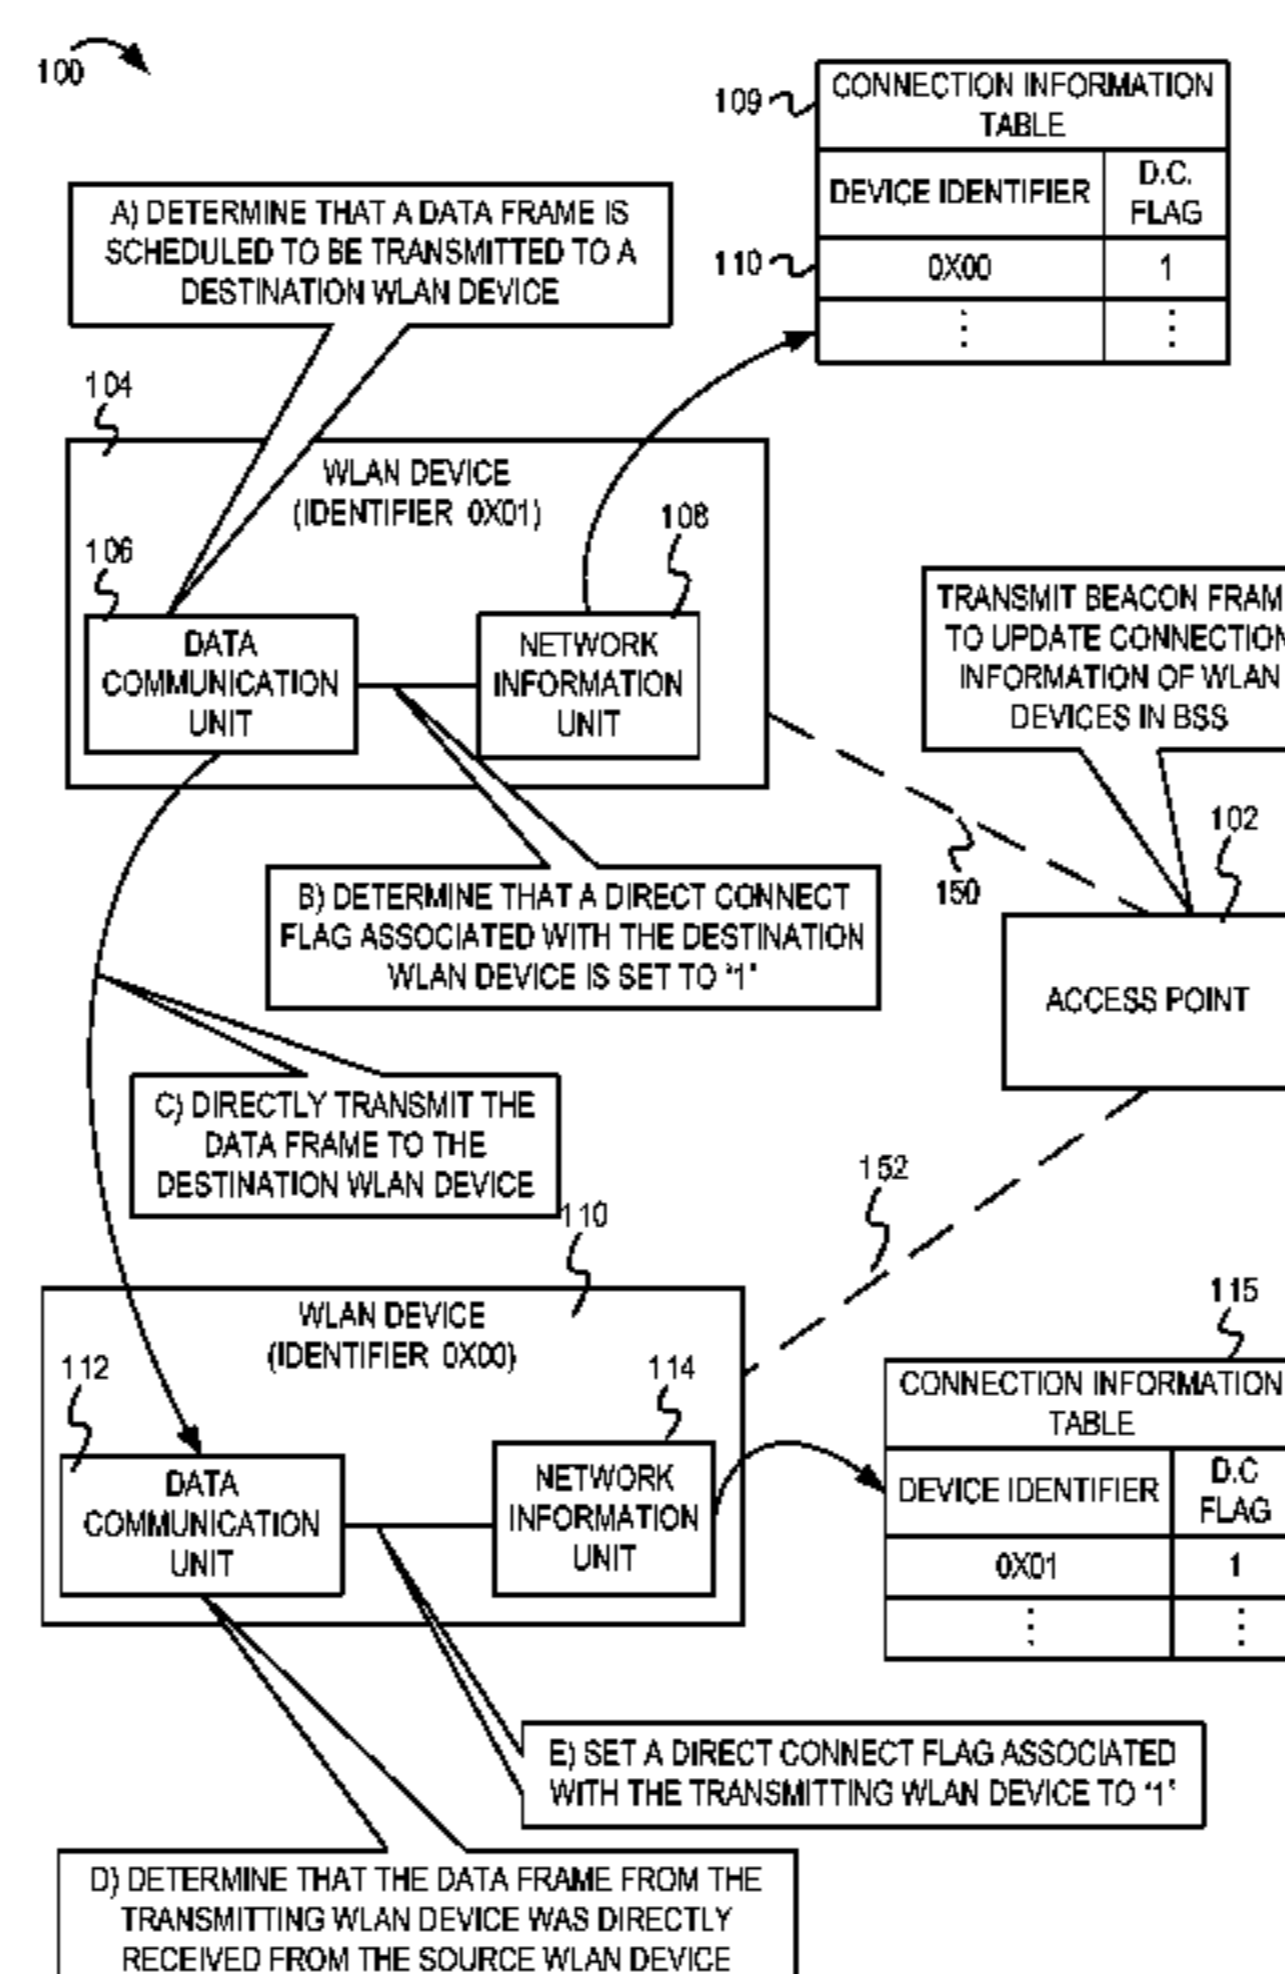 100
109
CONNECTION INFORMATION
TABLE
DEVICE IDENTIFIER
D.C.
FLAG
110
0X00
1
A) DETERMINE THAT A DATA FRAME IS
SCHEDULED TO BE TRANSMITTED TO A
DESTINATION WLAN DEVICE
104
WLAN DEVICE
(IDENTIFIER 0X01)
106
108
DATA
COMMUNICATION
UNIT
NETWORK
INFORMATION
UNIT
TRANSMIT BEACON FRAM
TO UPDATE CONNECTION
INFORMATION OF WLAN
DEVICES IN BSS
102
150
ACCESS POINT
B) DETERMINE THAT A DIRECT CONNECT
FLAG ASSOCIATED WITH THE DESTINATION
WLAN DEVICE IS SET TO "1"
C) DIRECTLY TRANSMIT THE
DATA FRAME TO THE
DESTINATION WLAN DEVICE
152
110
WLAN DEVICE
(IDENTIFIER 0X00)
112
114
DATA
COMMUNICATION
UNIT
NETWORK
INFORMATION
UNIT
115
CONNECTION INFORMATION
TABLE
DEVICE IDENTIFIER
D.C
FLAG
0X01
1
E) SET A DIRECT CONNECT FLAG ASSOCIATED
WITH THE TRANSMITTING WLAN DEVICE TO "1"
D) DETERMINE THAT THE DATA FRAME FROM THE
TRANSMITTING WLAN DEVICE WAS DIRECTLY
RECEIVED FROM THE SOURCE WLAN DEVICE